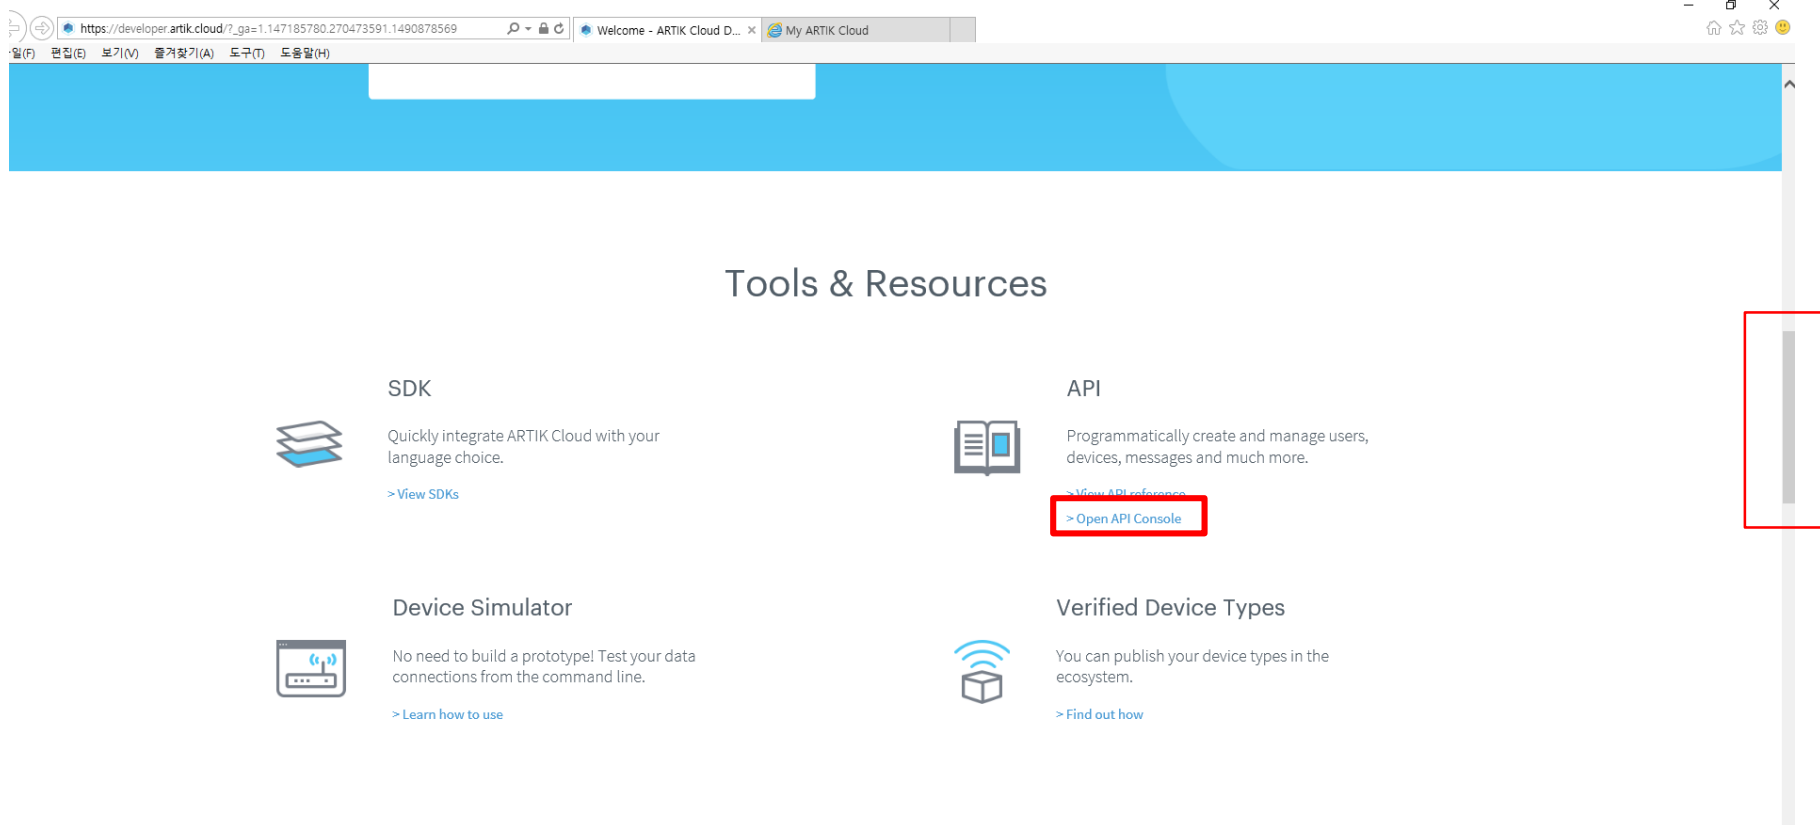 https://developer.artik.cloud/?_ga=1.147185780.270473591.1490878569
Welcome - ARTIK Cloud D...
My ARTIK Cloud
일(F) 편집(E) 보기(V) 즐겨찾기(A) 도구(T) 도움말(H)
Tools & Resources
SDK
Quickly integrate ARTIK Cloud with your
language choice.
> View SDKs
API
Programmatically create and manage users,
devices, messages and much more.
> View API reference
> Open API Console
Device Simulator
No need to build a prototype! Test your data
connections from the command line.
> Learn how to use
Verified Device Types
You can publish your device types in the
ecosystem.
> Find out how